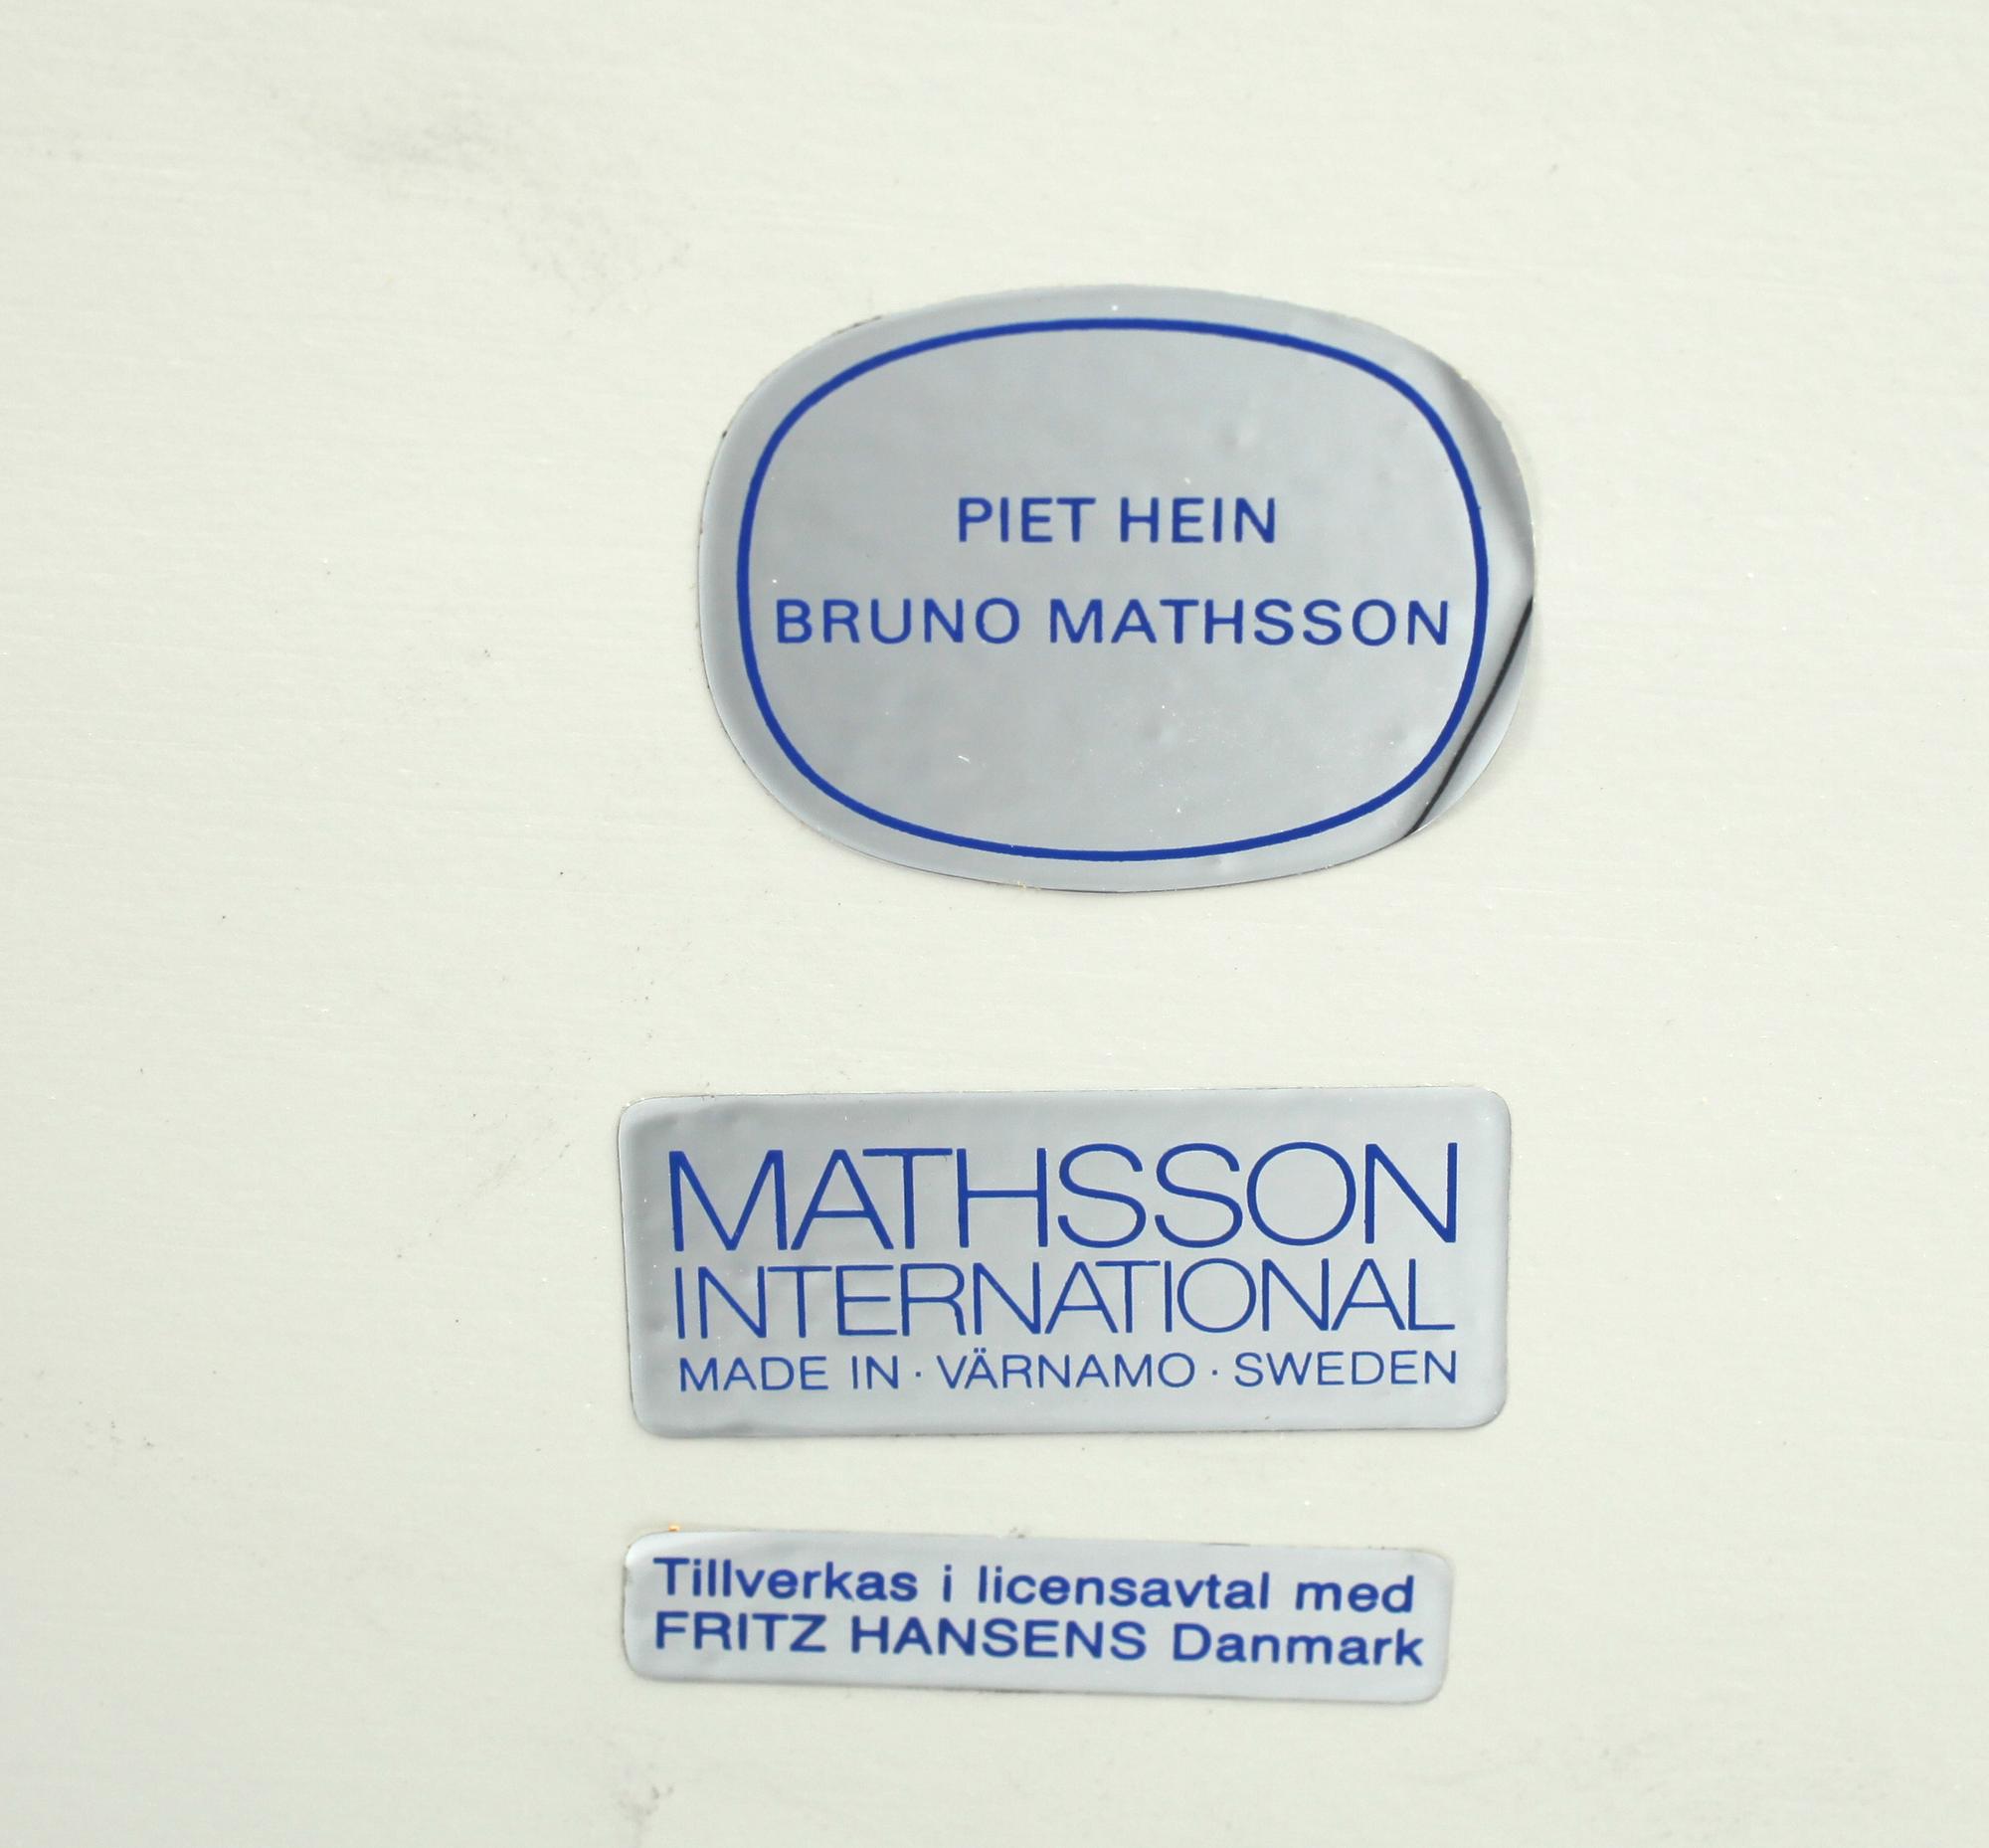 PIET HEIN
BRUNO MATHSSON
MATHSSON
INTERNATIONAL
MADE IN · VÄRNAMO · SWEDEN
Tillverkas i licensavtal med
FRITZ HANSENS Danmark